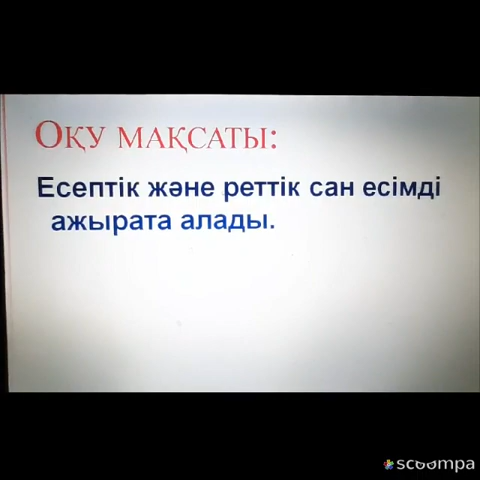 Оқу мақсаты:
Есептік және реттік сан есімді
ажырата алады.
scoompa